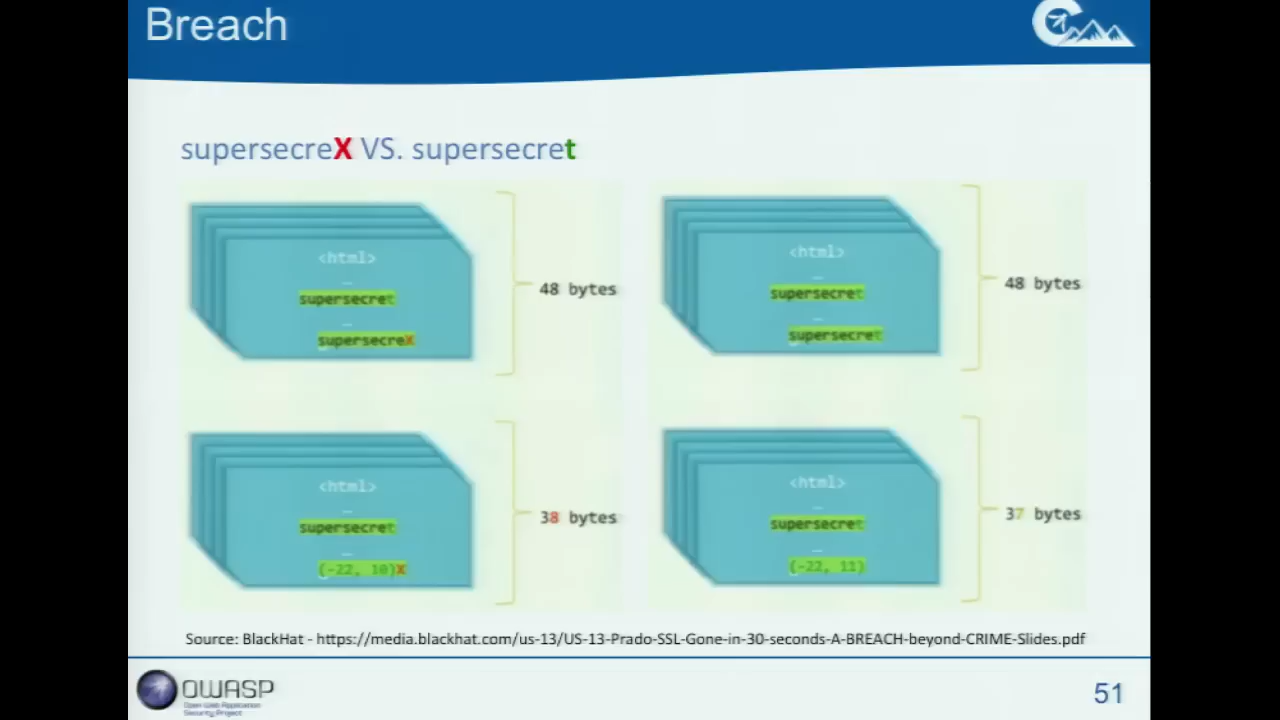 Breach
supersecreX VS. supersecret
<html>
...
supersecret
...
supersecreX
48 bytes
<html>
...
supersecret
...
supersecret
48 bytes
<html>
...
supersecret
...
(-22, 10)X
38 bytes
<html>
...
supersecret
...
(-22, 11)
37 bytes
Source: BlackHat - https://media.blackhat.com/us-13/US-13-Prado-SSL-Gone-in-30-seconds-A-BREACH-beyond-CRIME-Slides.pdf
OWASP
Open Web Application
Security Project
51